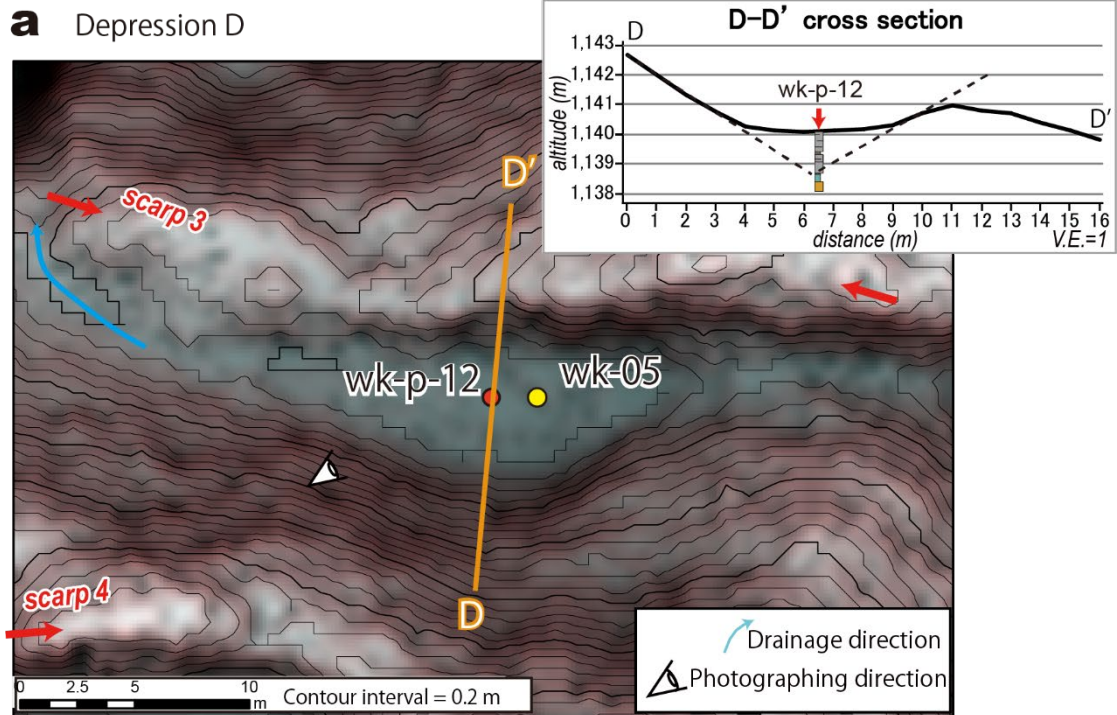 a Depression D
D-D' cross section
D
1,143
1,142
1,141
1,140
1,139
1,138
altitude (m)
wk-p-12
D'
0 1 2 3 4 5 6 7 8 9 10 11 12 13 14 15 16
distance (m)
V.E.=1
scarp 3
D'
wk-p-12
wk-05
scarp 4
D
0 2.5 5 10
m
Contour interval = 0.2 m
Drainage direction
Photographing direction